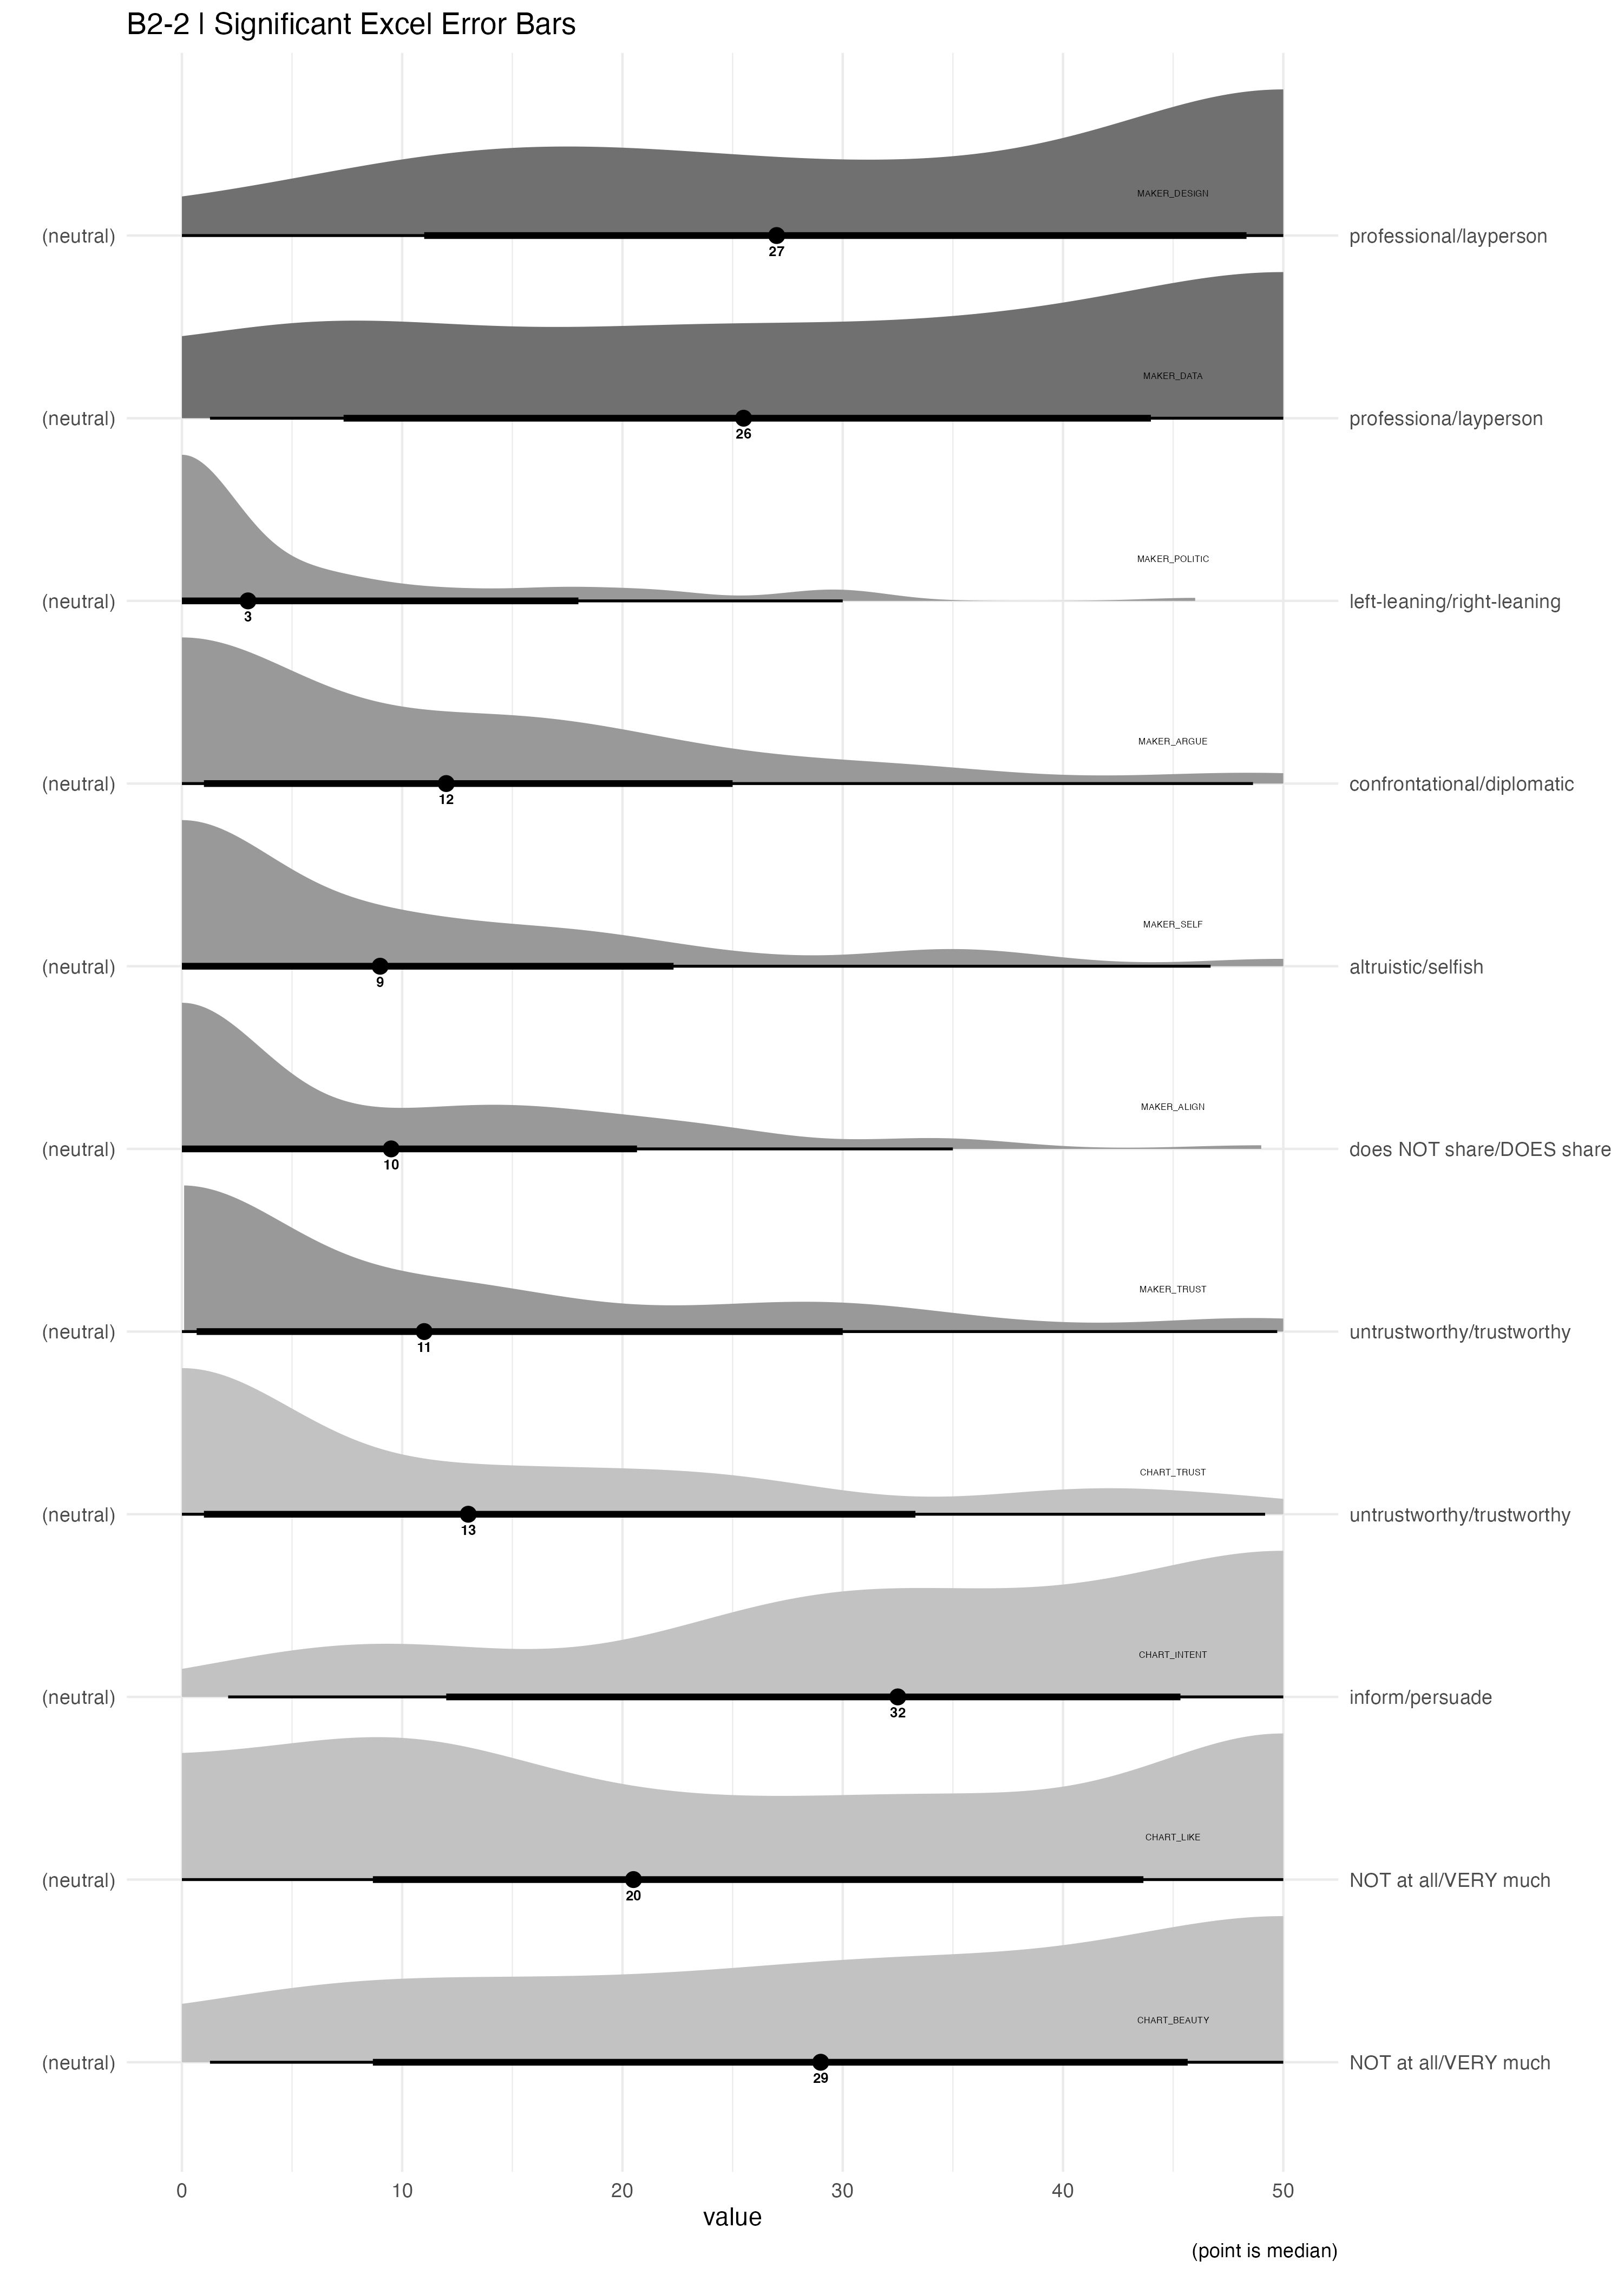 B2-2 | Significant Excel Error Bars
MAKER_DESIGN
(neutral) professional/layperson
27
MAKER_DATA
(neutral) professiona/layperson
26
MAKER_POLITIC
(neutral) left-leaning/right-leaning
3
MAKER_ARGUE
(neutral) confrontational/diplomatic
12
MAKER_SELF
(neutral) altruistic/selfish
9
MAKER_ALIGN
(neutral) does NOT share/DOES share
10
MAKER_TRUST
(neutral) untrustworthy/trustworthy
11
CHART_TRUST
(neutral) untrustworthy/trustworthy
13
CHART_INTENT
(neutral) inform/persuade
32
CHART_LIKE
(neutral) NOT at all/VERY much
20
CHART_BEAUTY
(neutral) NOT at all/VERY much
29
0 10 20 30 40 50
value
(point is median)